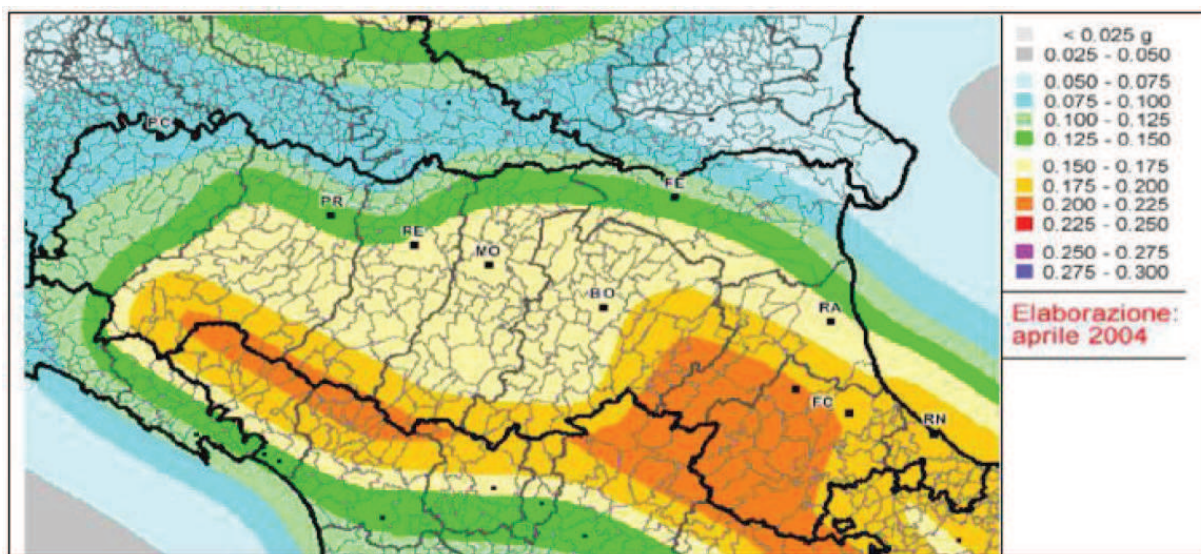 < 0.025 g
0.025 - 0.050
0.050 - 0.075
0.075 - 0.100
0.100 - 0.125
0.125 - 0.150
0.150 - 0.175
0.175 - 0.200
0.200 - 0.225
0.225 - 0.250
0.250 - 0.275
0.275 - 0.300
Elaborazione:
aprile 2004
PC
PR
FE
RE
MO
BO
RA
FC
RN